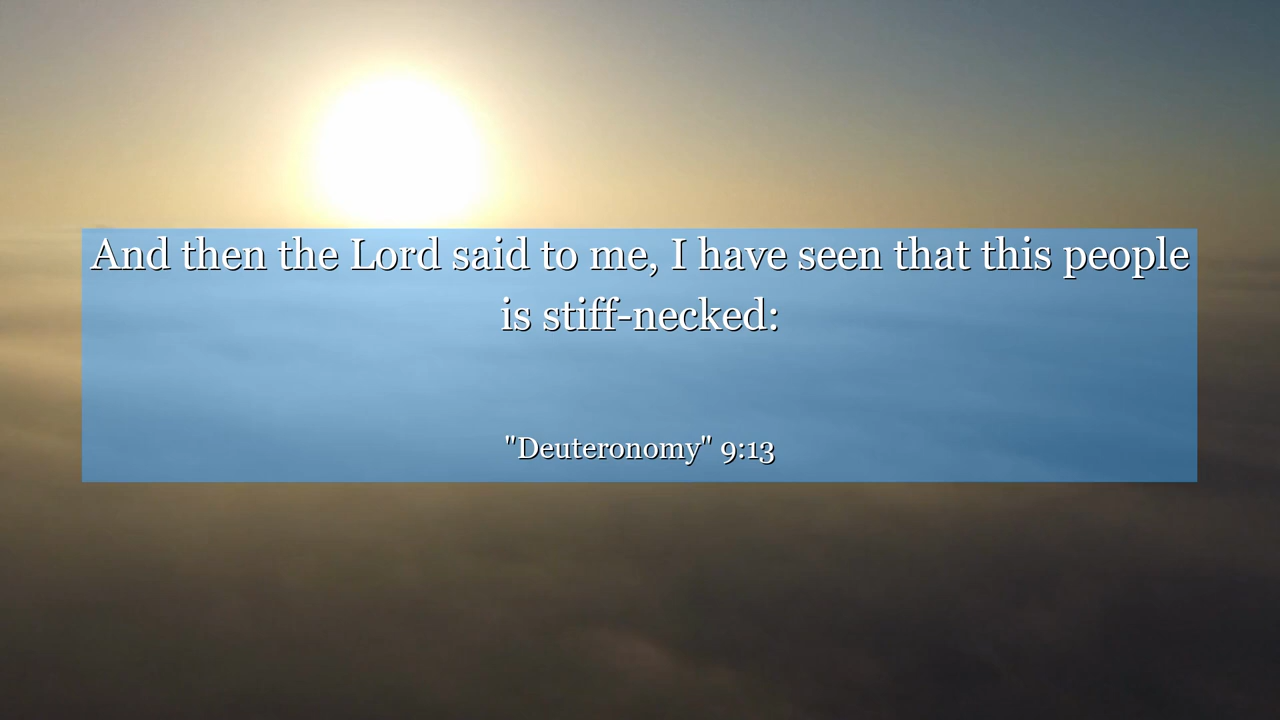 And then the Lord said to me, I have seen that this people
is stiff-necked:
"Deuteronomy" 9:13